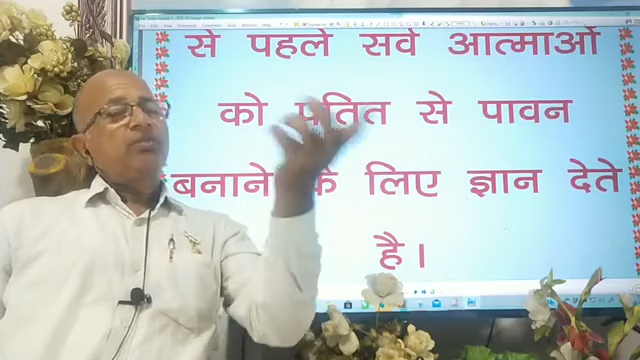 से पहले सर्व आत्माओं
को पतित से पावन
बनाने के लिए ज्ञान देते
है।